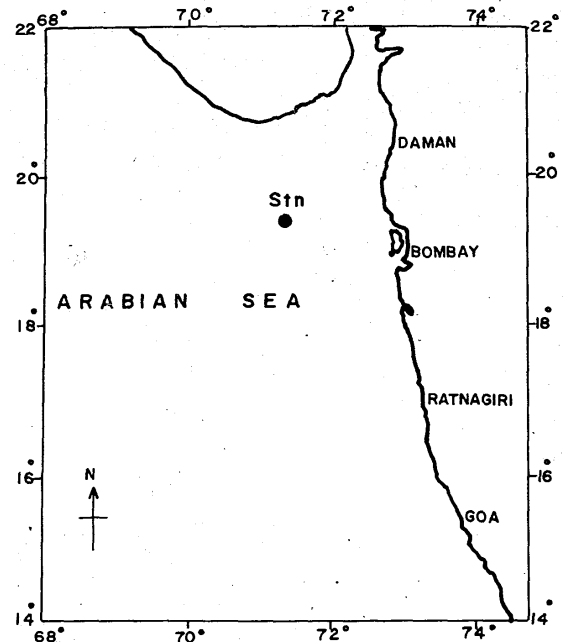 68° 70° 72° 74°
22° 22°
DAMAN
20° 20°
Stn
BOMBAY
ARABIAN SEA
18° 18°
RATNAGIRI
16° 16°
N
GOA
14° 14°
68° 70° 72° 74°